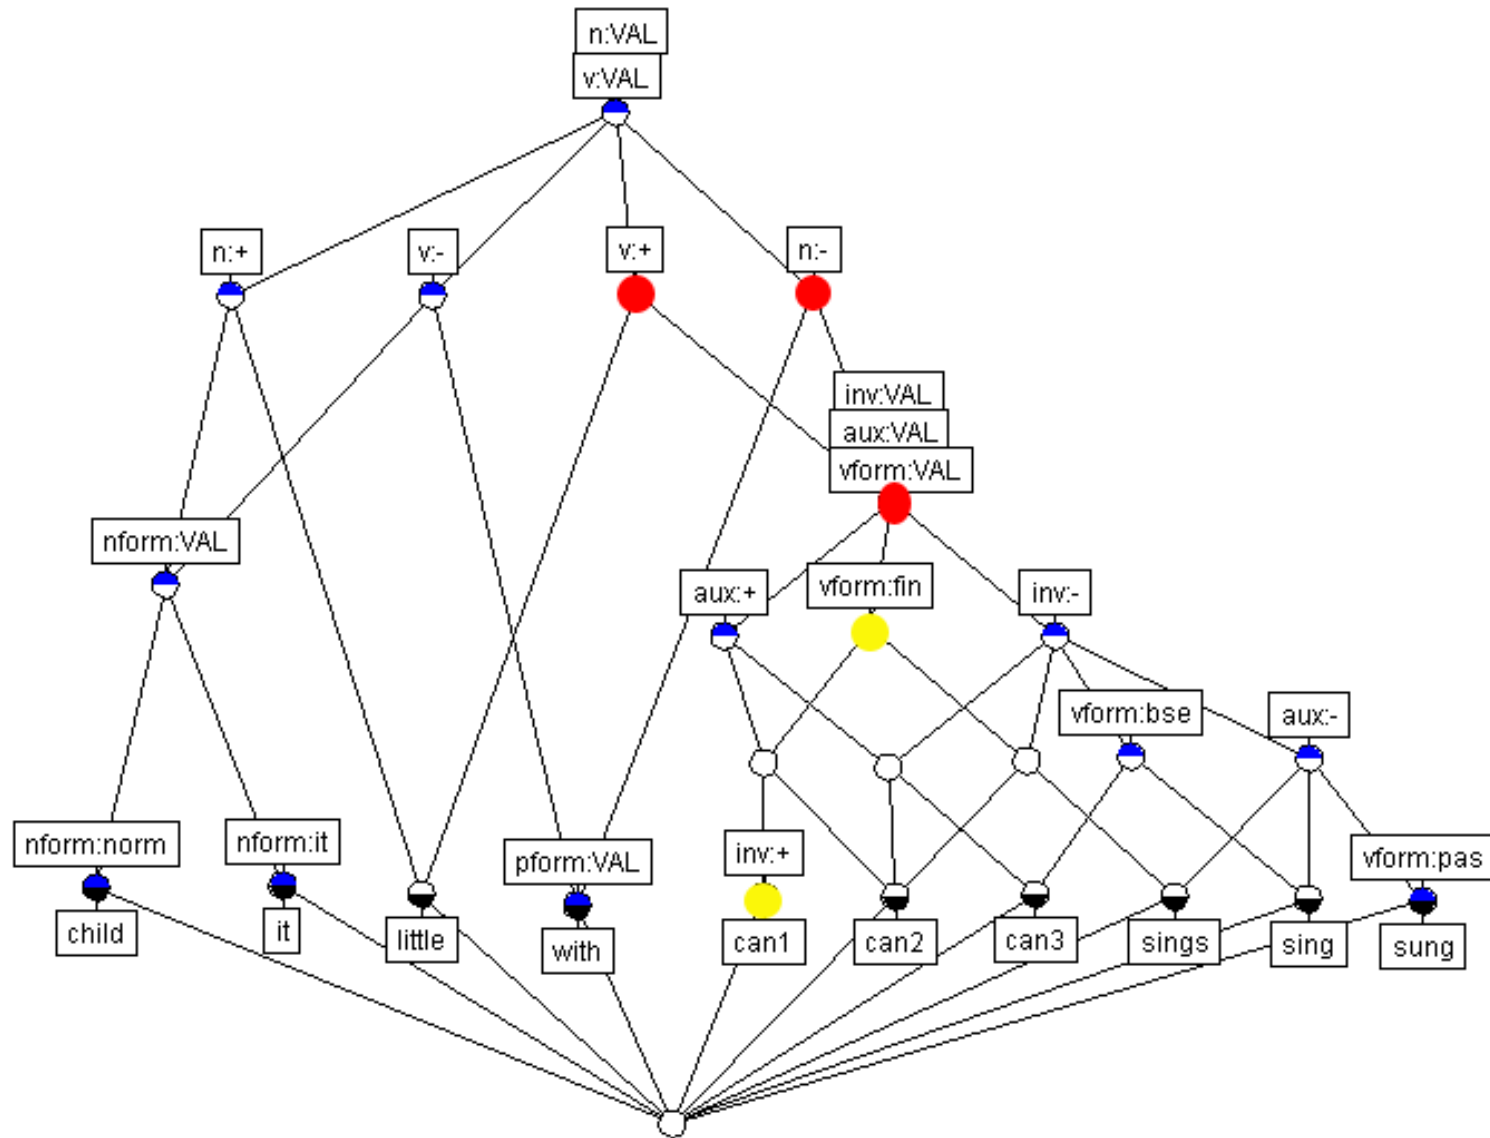 n:VAL
v:VAL
n:+
v:-
v:+
n:-
inv:VAL
aux:VAL
vform:VAL
nform:VAL
aux:+
vform:fin
inv:-
vform:bse
aux:-
nform:norm
nform:it
pform:VAL
inv:+
vform:pas
child
it
little
with
can1
can2
can3
sings
sing
sung